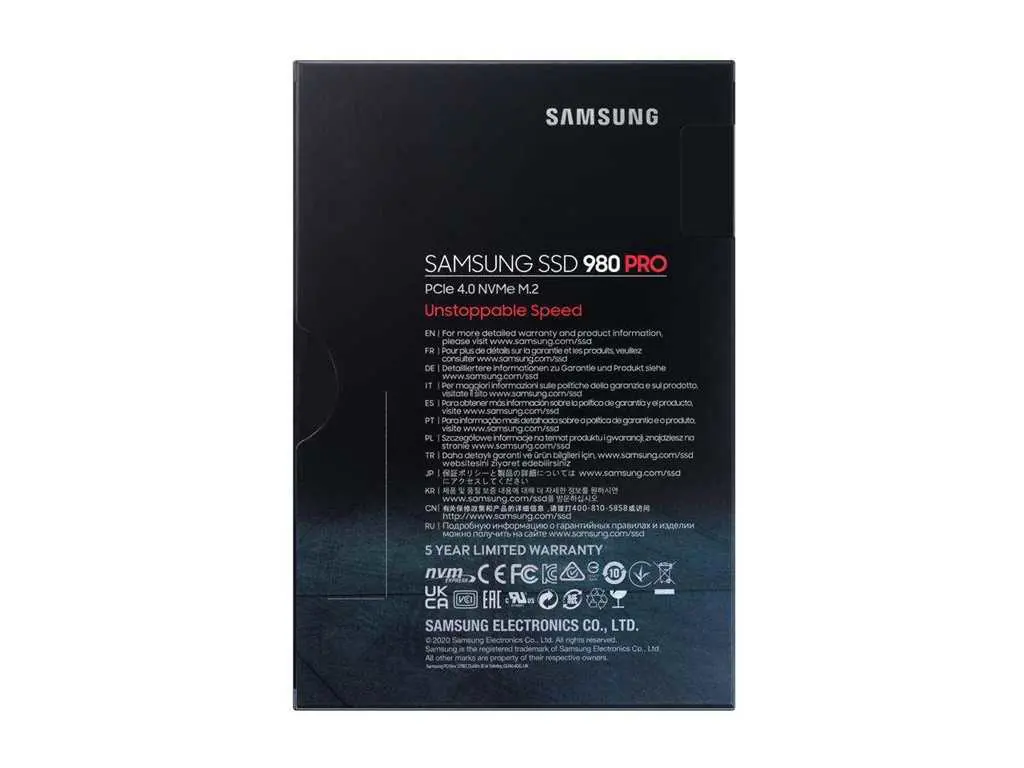 SAMSUNG
SAMSUNG SSD 980 PRO
PCIe 4.0 NVMe M.2
Unstoppable Speed
EN | For more detailed warranty and product information,
please visit www.samsung.com/ssd
FR | Pour plus de détails sur la garantie et les produits, veuillez
consulter www.samsung.com/ssd
DE | Detailliertere Informationen zu Garantie und Produkt siehe
www.samsung.com/ssd
IT | Per maggiori informazioni sulle politiche della garanzia e sul prodotto,
visitate il sito www.samsung.com/ssd
ES | Para obtener más información sobre la política de garantía y el producto,
visite www.samsung.com/ssd
PT | Para informação mais detalhada sobre a política de garantia e o produto,
visite www.samsung.com/ssd
PL | Szczegółowe informacje na temat produktu i gwarancji, znajdziesz na
stronie www.samsung.com/ssd
TR | Daha detaylı garanti ve ürün bilgileri için, www.samsung.com/ssd
websitesini ziyaret edebilirsiniz
JP | 保証ポリシーと製品の詳細については www.samsung.com/ssd
にアクセスしてください
KR | 제품 및 품질 보증 내용에 대해 더 자세한 정보를 원하시면
www.samsung.com/ssd를 방문하십시오
CN | 有关保修政策和产品的详细信息,请拨打400-810-5858或访问
http://www.samsung.com/ssd
RU | Подробную информацию о гарантийных правилах и изделии
можно получить на сайте www.samsung.com/ssd
5 YEAR LIMITED WARRANTY
nvm EXPRESS CE FC 10
UK CA VCI EAC c RU us
SAMSUNG ELECTRONICS CO., LTD.
© 2020 Samsung Electronics Co., Ltd. All rights reserved.
Samsung is the registered trademark of Samsung Electronics Co., Ltd.
All other marks are property of their respective owners.